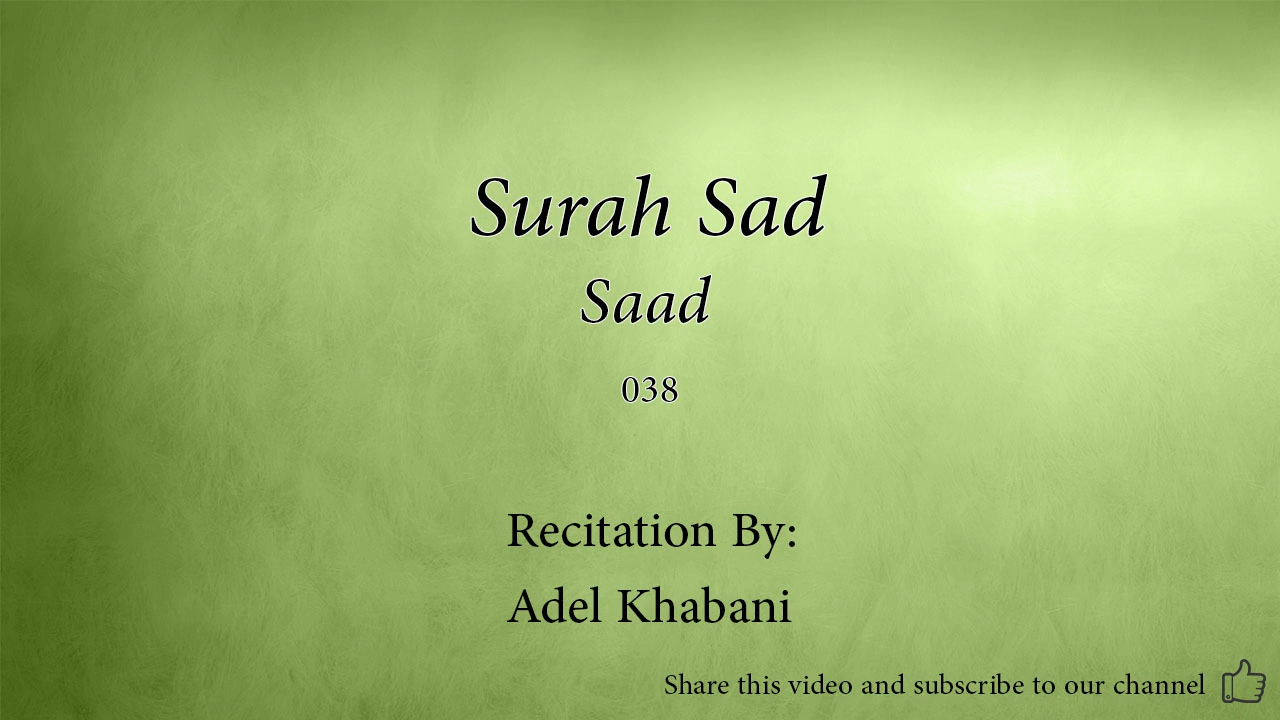 Surah Sad
Saad
038
Recitation By:
Adel Khabani
Share this video and subscribe to our channel